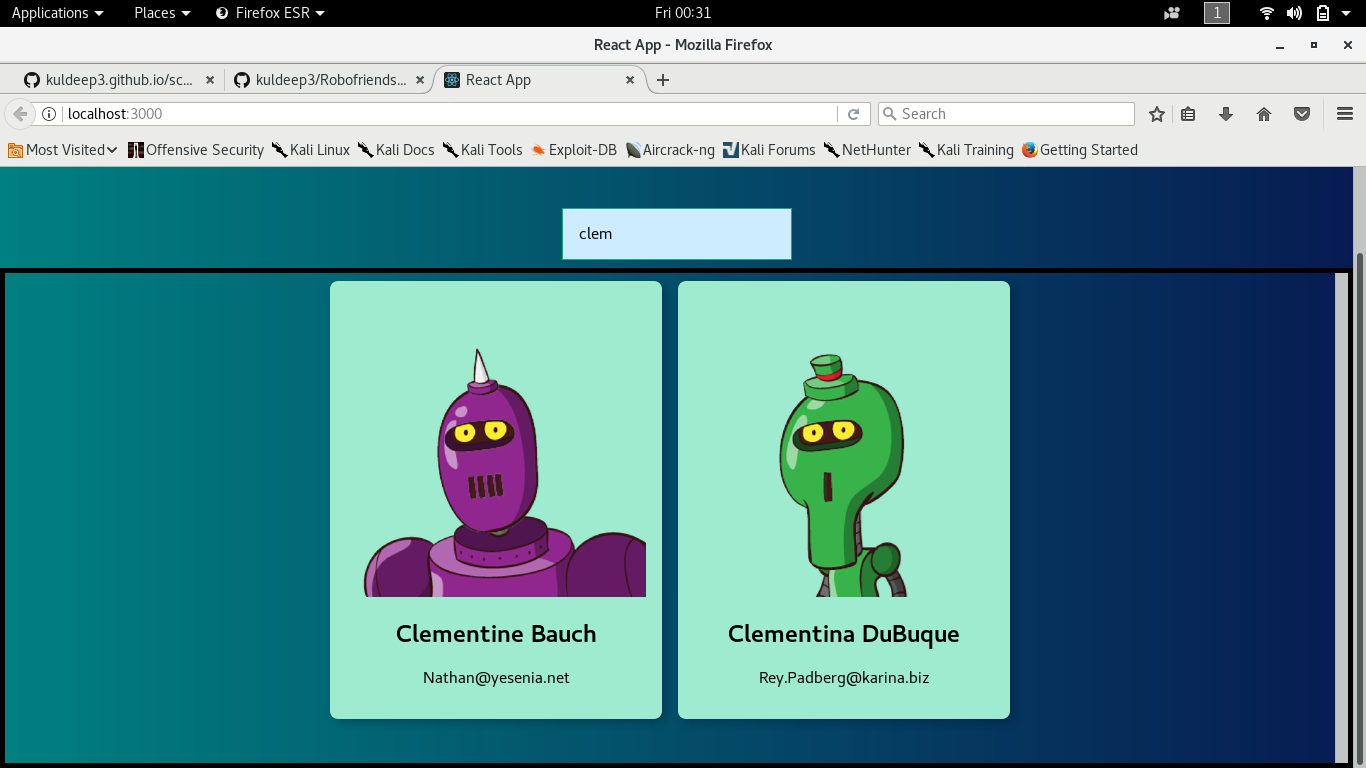 Applications Places Firefox ESR Fri 00:31 1
React App - Mozilla Firefox
kuldeep3.github.io/sc... kuldeep3/Robofriends... React App
localhost:3000 Search
Most Visited Offensive Security Kali Linux Kali Docs Kali Tools Exploit-DB Aircrack-ng Kali Forums NetHunter Kali Training Getting Started
clem
Clementine Bauch Clementina DuBuque
Nathan@yesenia.net Rey.Padberg@karina.biz